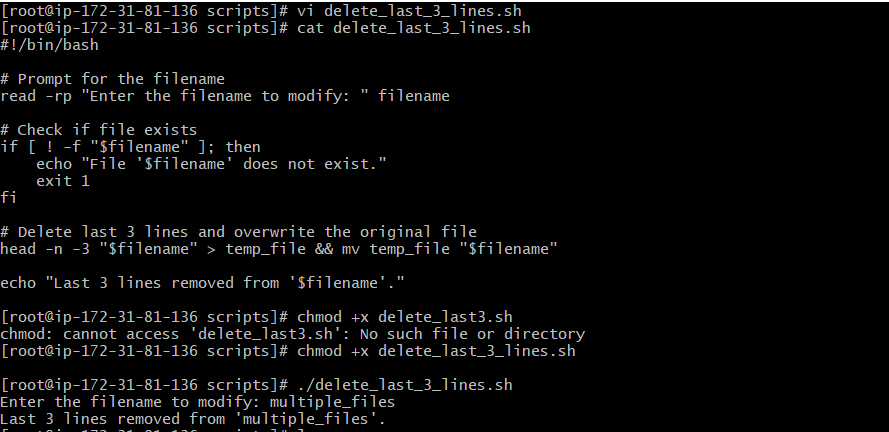 [root@ip-172-31-81-136 scripts]# vi delete_last_3_lines.sh
[root@ip-172-31-81-136 scripts]# cat delete_last_3_lines.sh
#!/bin/bash

# Prompt for the filename
read -rp "Enter the filename to modify: " filename

# Check if file exists
if [ ! -f "$filename" ]; then
    echo "File '$filename' does not exist."
    exit 1
fi

# Delete last 3 lines and overwrite the original file
head -n -3 "$filename" > temp_file && mv temp_file "$filename"

echo "Last 3 lines removed from '$filename'."

[root@ip-172-31-81-136 scripts]# chmod +x delete_last3.sh
chmod: cannot access 'delete_last3.sh': No such file or directory
[root@ip-172-31-81-136 scripts]# chmod +x delete_last_3_lines.sh

[root@ip-172-31-81-136 scripts]# ./delete_last_3_lines.sh
Enter the filename to modify: multiple_files
Last 3 lines removed from 'multiple_files'.